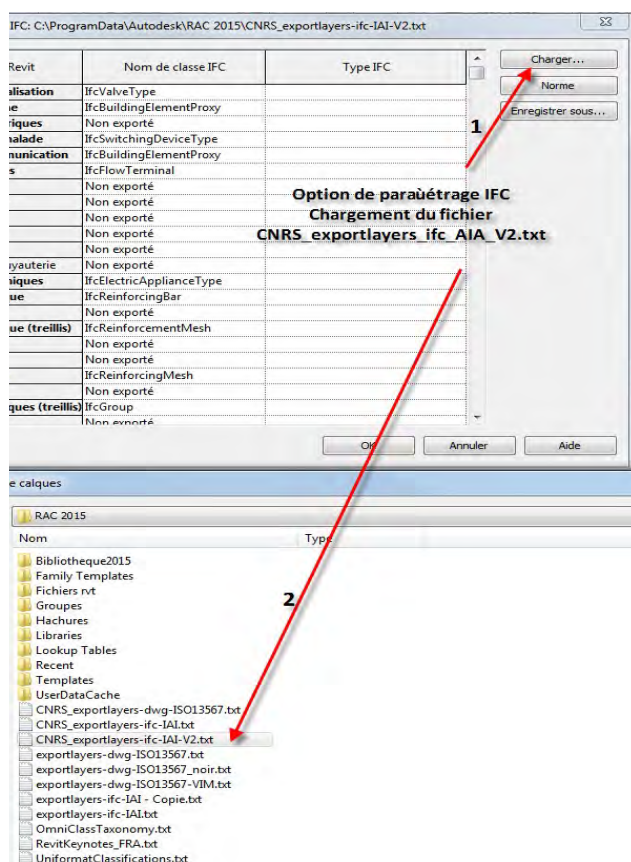 IFC: C:\ProgramData\Autodesk\RAC 2015\CNRS_exportlayers-ifc-IAI-V2.txt
Revit Nom de classe IFC Type IFC
alisation IfcValveType
IfcBuildingElementProxy
riques Non exporté
malade IfcSwitchingDeviceType
munication IfcBuildingElementProxy
s IfcFlowTerminal
Non exporté
Non exporté
Non exporté
Non exporté
Non exporté
oyauterie Non exporté
niques IfcElectricApplianceType
que IfcReinforcingBar
Non exporté
que (treillis) IfcReinforcementMesh
Non exporté
Non exporté
IfcReinforcingMesh
Non exporté
ques (treillis) IfcGroup
Non exporté
Charger...
Norme
Enregistrer sous...
1
Option de paraùétrage IFC
Chargement du fichier
CNRS_exportlayers_ifc_AIA_V2.txt
OK Annuler Aide
e calques
RAC 2015
Nom Type
Bibliotheque2015
Family Templates
Fichiers rvt
Groupes
Hachures
Libraries
Lookup Tables
Recent
Templates
UserDataCache
CNRS_exportlayers-dwg-ISO13567.txt
CNRS_exportlayers-ifc-IAI.txt
CNRS_exportlayers-ifc-IAI-V2.txt
exportlayers-dwg-ISO13567.txt
exportlayers-dwg-ISO13567_noir.txt
exportlayers-dwg-ISO13567-VIM.txt
exportlayers-ifc-IAI - Copie.txt
exportlayers-ifc-IAI.txt
OmniClassTaxonomy.txt
RevitKeynotes_FRA.txt
UniformatClassifications.txt
2